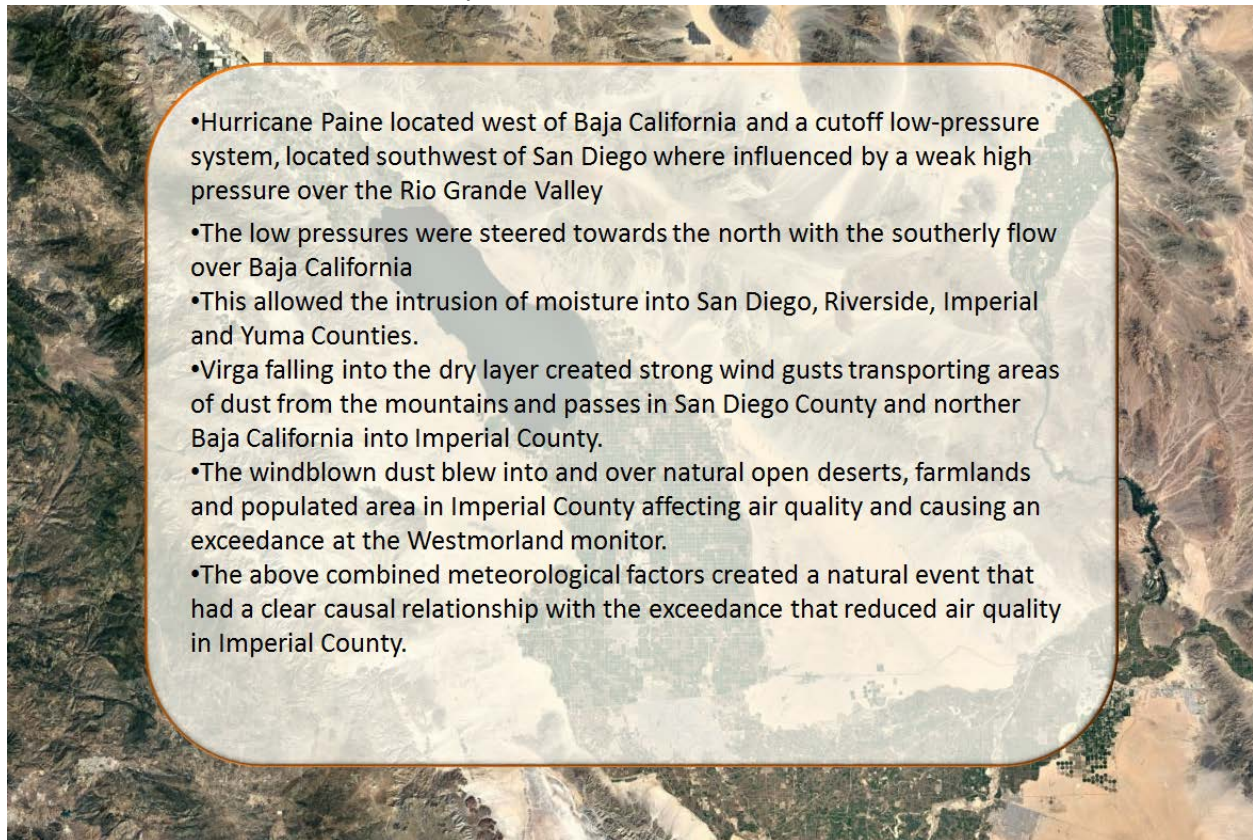 •Hurricane Paine located west of Baja California and a cutoff low-pressure
system, located southwest of San Diego where influenced by a weak high
pressure over the Rio Grande Valley
•The low pressures were steered towards the north with the southerly flow
over Baja California
•This allowed the intrusion of moisture into San Diego, Riverside, Imperial
and Yuma Counties.
•Virga falling into the dry layer created strong wind gusts transporting areas
of dust from the mountains and passes in San Diego County and norther
Baja California into Imperial County.
•The windblown dust blew into and over natural open deserts, farmlands
and populated area in Imperial County affecting air quality and causing an
exceedance at the Westmorland monitor.
•The above combined meteorological factors created a natural event that
had a clear causal relationship with the exceedance that reduced air quality
in Imperial County.